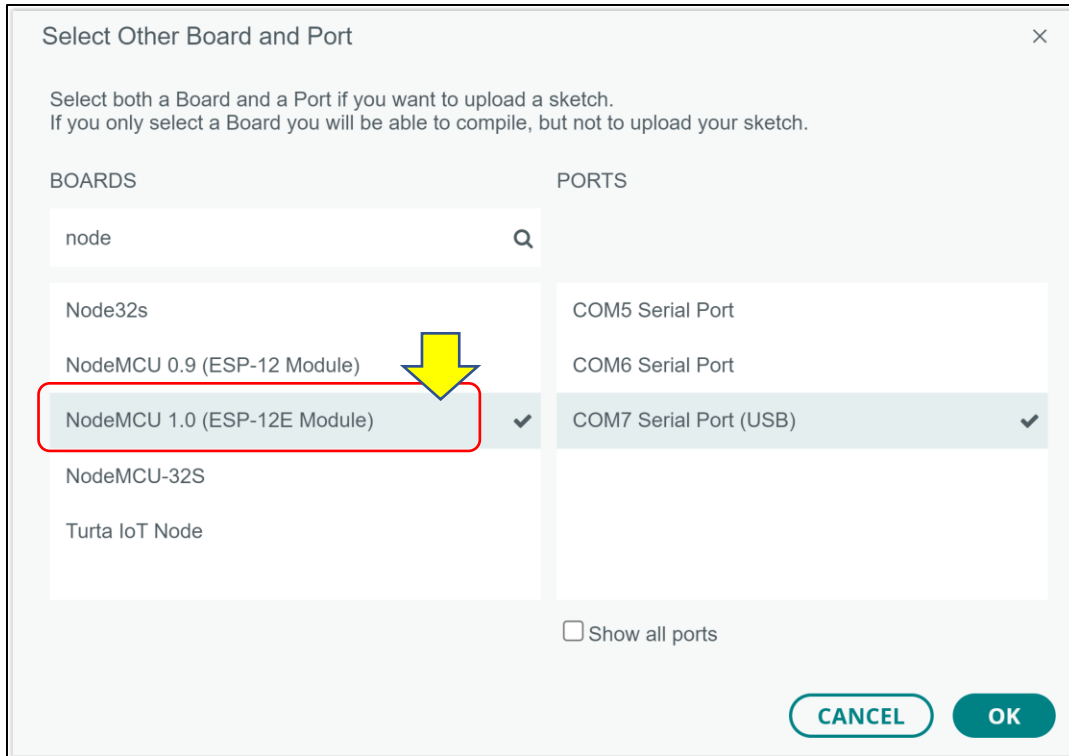 Select Other Board and Port
Select both a Board and a Port if you want to upload a sketch.
If you only select a Board you will be able to compile, but not to upload your sketch.
BOARDS
node
Node32s
NodeMCU 0.9 (ESP-12 Module)
NodeMCU 1.0 (ESP-12E Module)
NodeMCU-32S
Turta IoT Node
PORTS
COM5 Serial Port
COM6 Serial Port
COM7 Serial Port (USB)
Show all ports
CANCEL
OK